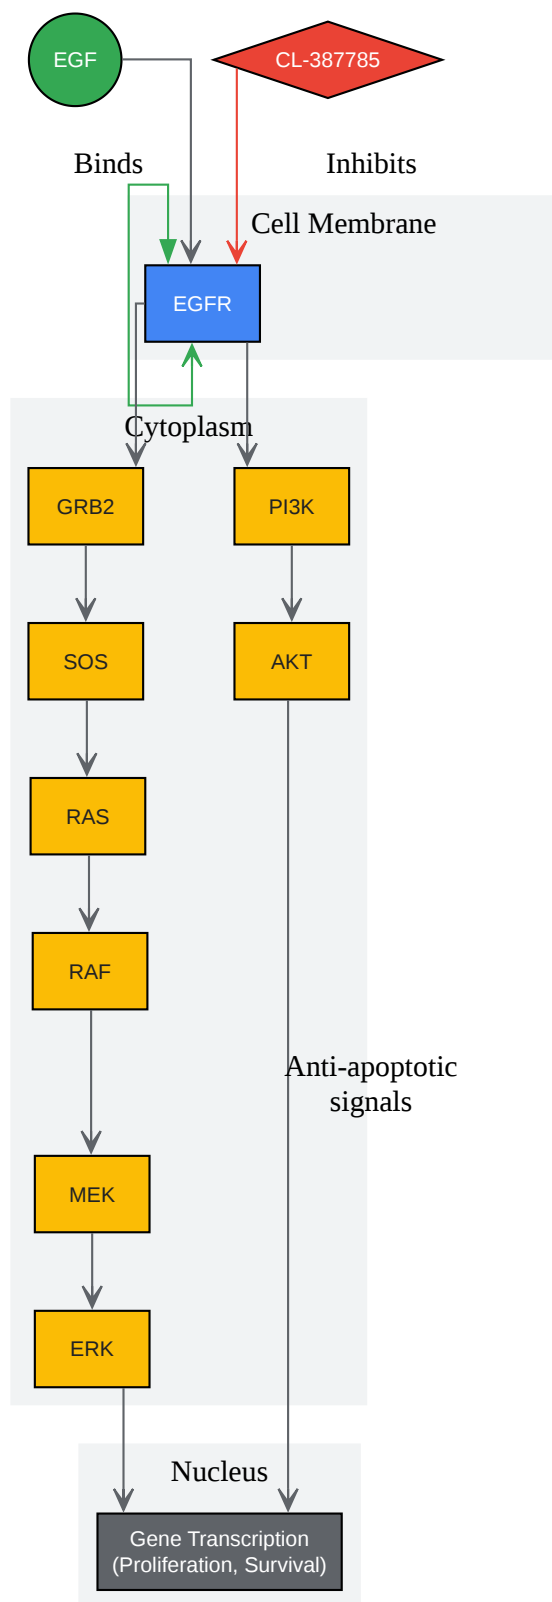 EGF
CL-387785
Binds
Inhibits
Cell Membrane
EGFR
Cytoplasm
GRB2
PI3K
SOS
AKT
RAS
RAF
Anti-apoptotic
signals
MEK
ERK
Nucleus
Gene Transcription
(Proliferation, Survival)